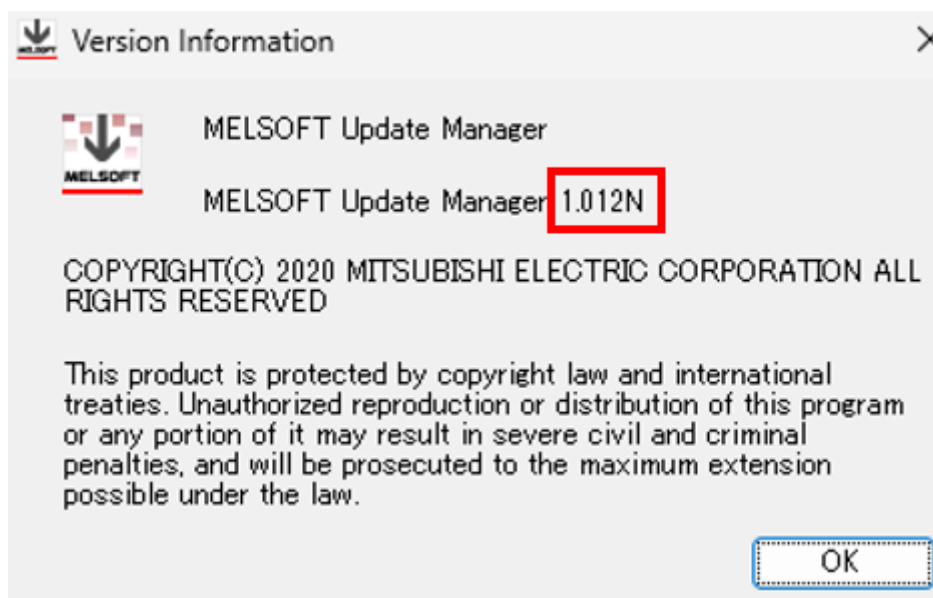 Version Information
MELSOFT Update Manager
MELSOFT
MELSOFT Update Manager 1.012N
COPYRIGHT(C) 2020 MITSUBISHI ELECTRIC CORPORATION ALL
RIGHTS RESERVED
This product is protected by copyright law and international
treaties. Unauthorized reproduction or distribution of this program
or any portion of it may result in severe civil and criminal
penalties, and will be prosecuted to the maximum extension
possible under the law.
OK